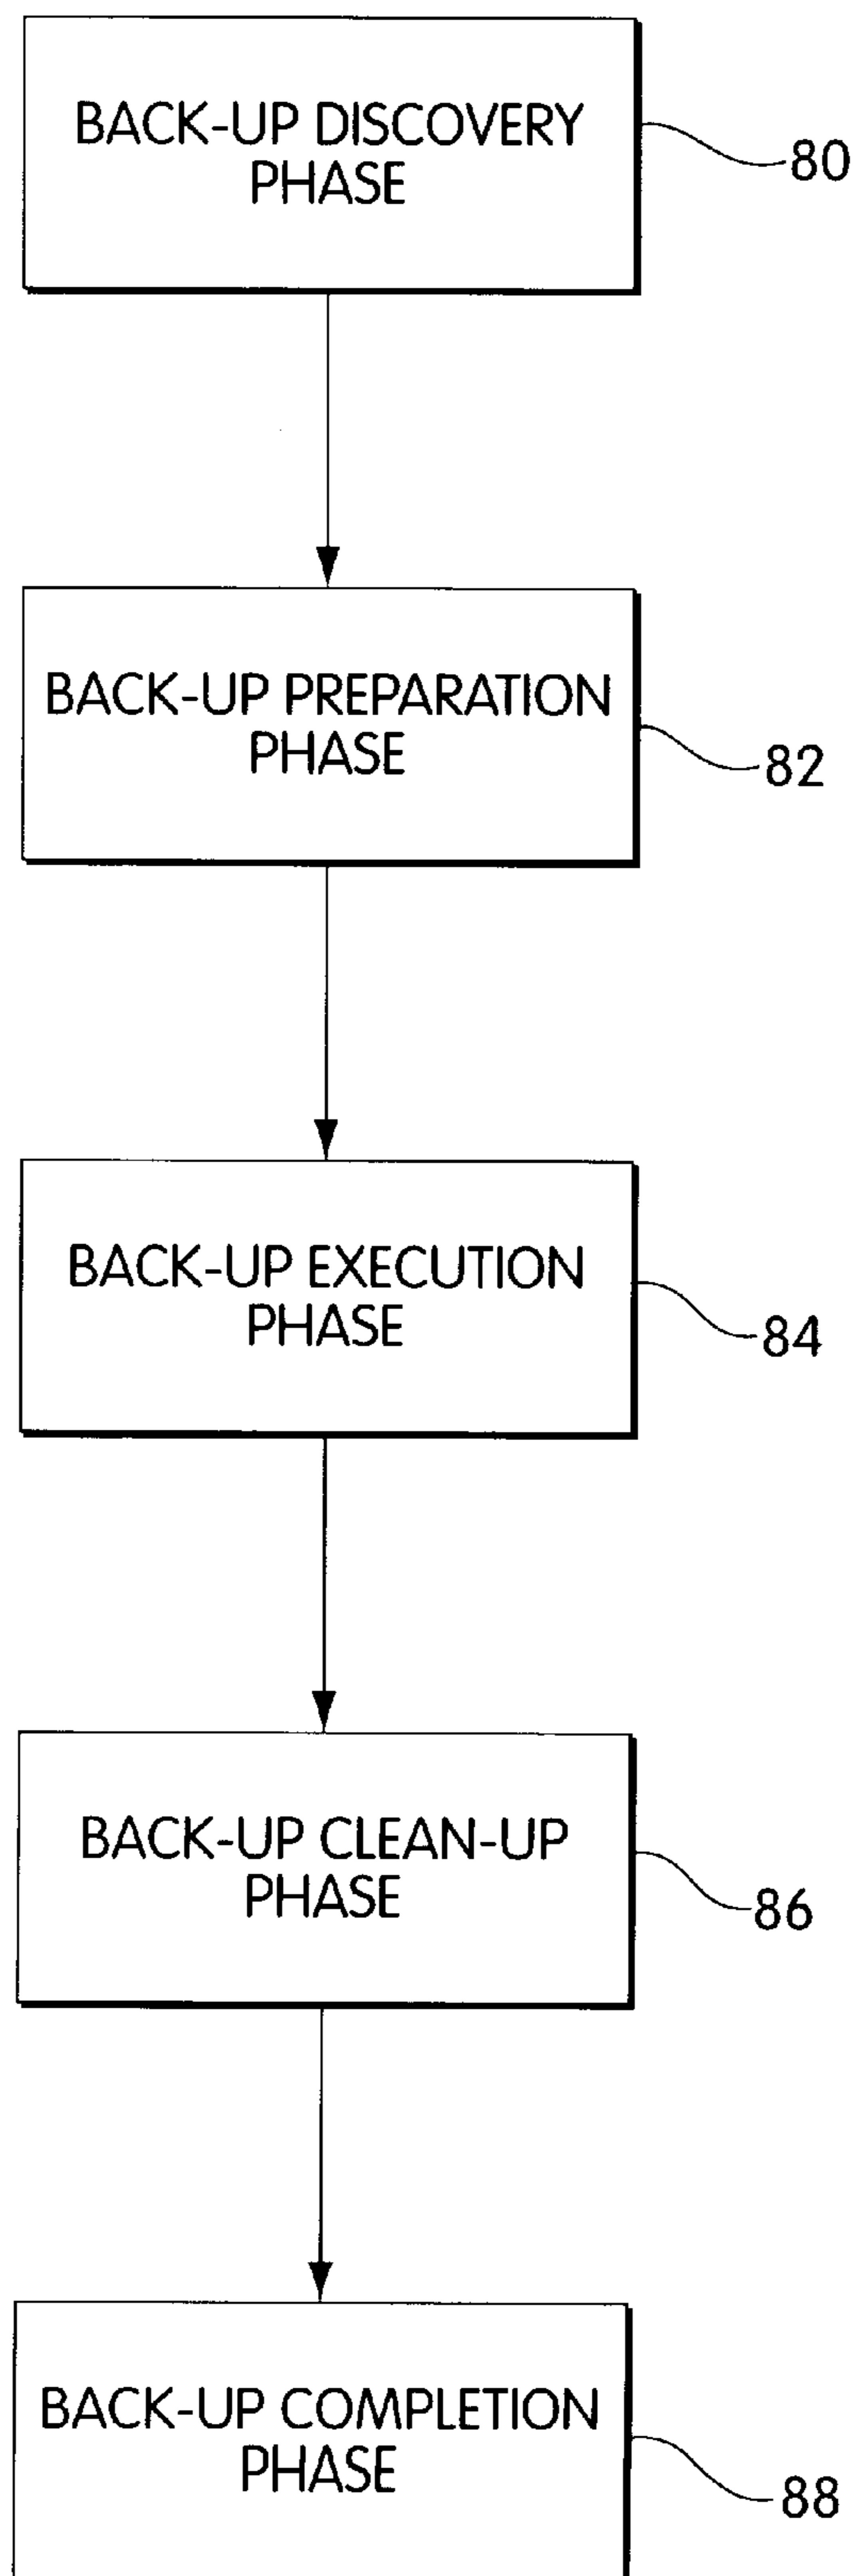 BACK-UP DISCOVERY
PHASE
80
BACK-UP PREPARATION
PHASE
82
BACK-UP EXECUTION
PHASE
84
BACK-UP CLEAN-UP
PHASE
86
BACK-UP COMPLETION
PHASE
88